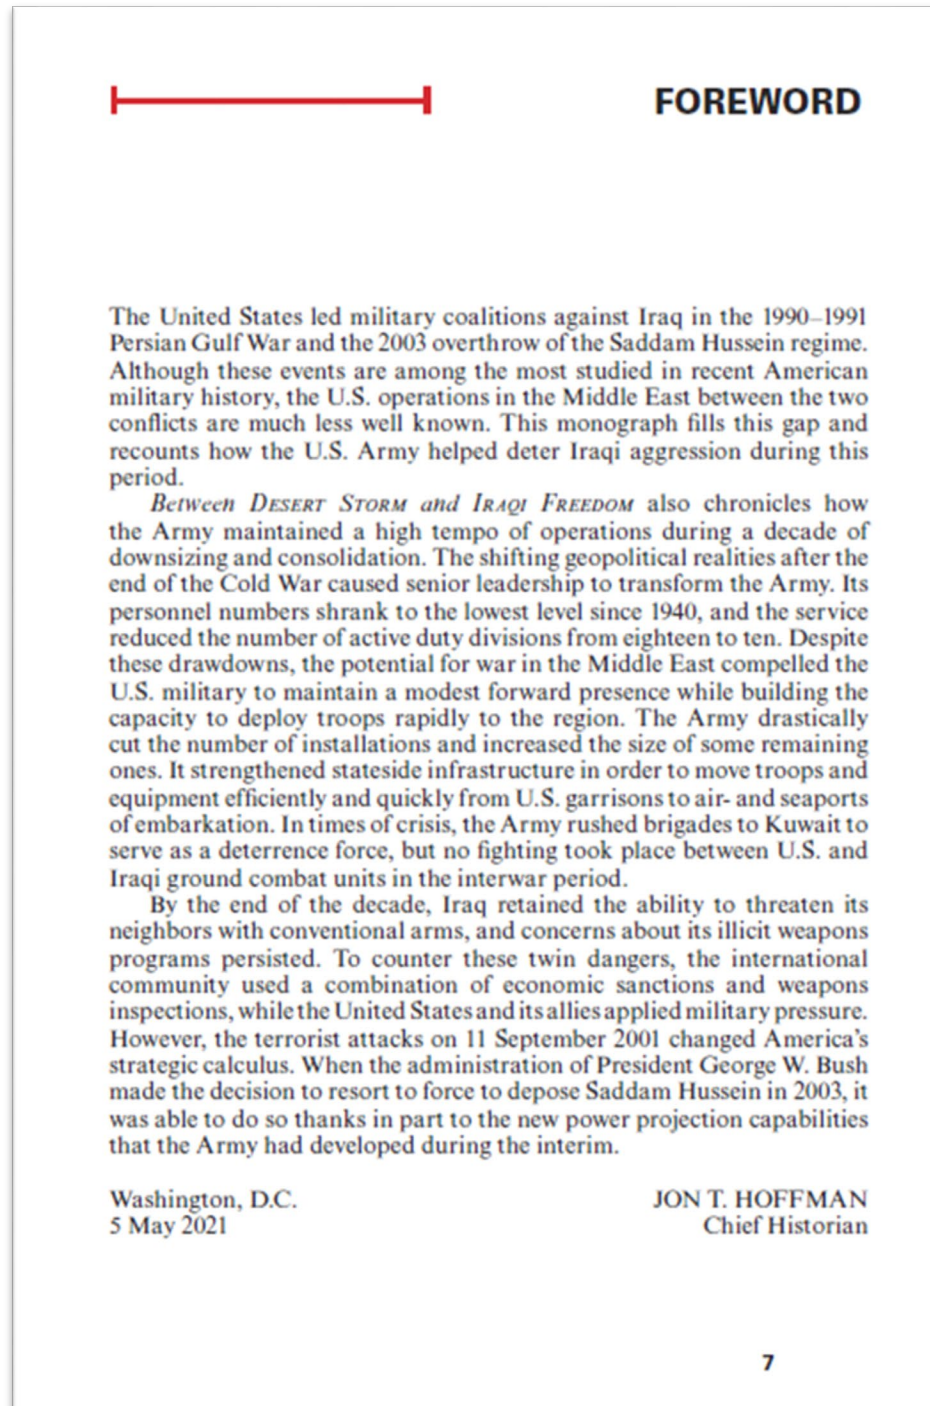 FOREWORD
The United States led military coalitions against Iraq in the 1990–1991
Persian Gulf War and the 2003 overthrow of the Saddam Hussein regime.
Although these events are among the most studied in recent American
military history, the U.S. operations in the Middle East between the two
conflicts are much less well known. This monograph fills this gap and
recounts how the U.S. Army helped deter Iraqi aggression during this
period.
Between DESERT STORM and IRAQI FREEDOM also chronicles how
the Army maintained a high tempo of operations during a decade of
downsizing and consolidation. The shifting geopolitical realities after the
end of the Cold War caused senior leadership to transform the Army. Its
personnel numbers shrank to the lowest level since 1940, and the service
reduced the number of active duty divisions from eighteen to ten. Despite
these drawdowns, the potential for war in the Middle East compelled the
U.S. military to maintain a modest forward presence while building the
capacity to deploy troops rapidly to the region. The Army drastically
cut the number of installations and increased the size of some remaining
ones. It strengthened stateside infrastructure in order to move troops and
equipment efficiently and quickly from U.S. garrisons to air- and seaports
of embarkation. In times of crisis, the Army rushed brigades to Kuwait to
serve as a deterrence force, but no fighting took place between U.S. and
Iraqi ground combat units in the interwar period.
By the end of the decade, Iraq retained the ability to threaten its
neighbors with conventional arms, and concerns about its illicit weapons
programs persisted. To counter these twin dangers, the international
community used a combination of economic sanctions and weapons
inspections, while the United States and its allies applied military pressure.
However, the terrorist attacks on 11 September 2001 changed America's
strategic calculus. When the administration of President George W. Bush
made the decision to resort to force to depose Saddam Hussein in 2003, it
was able to do so thanks in part to the new power projection capabilities
that the Army had developed during the interim.
Washington, D.C. JON T. HOFFMAN
5 May 2021 Chief Historian
7